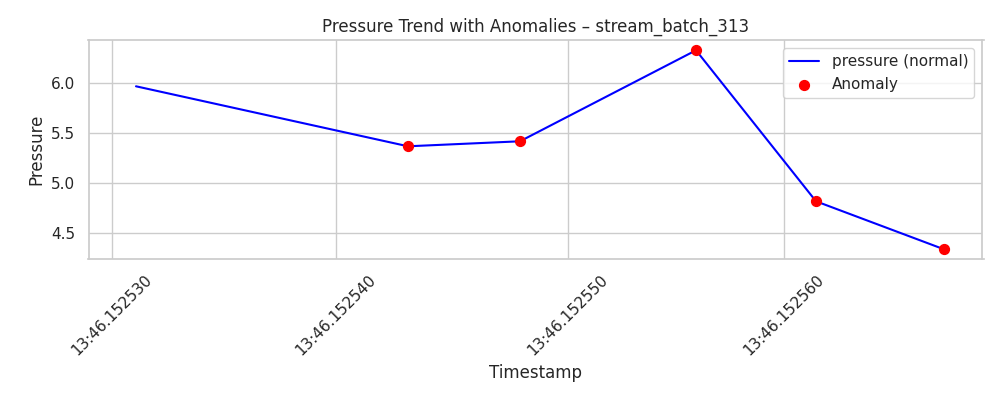 Pressure Trend with Anomalies – stream_batch_313
pressure (normal)
Anomaly
Pressure
6.0
5.5
5.0
4.5
13:46.152530
13:46.152540
13:46.152550
13:46.152560
Timestamp